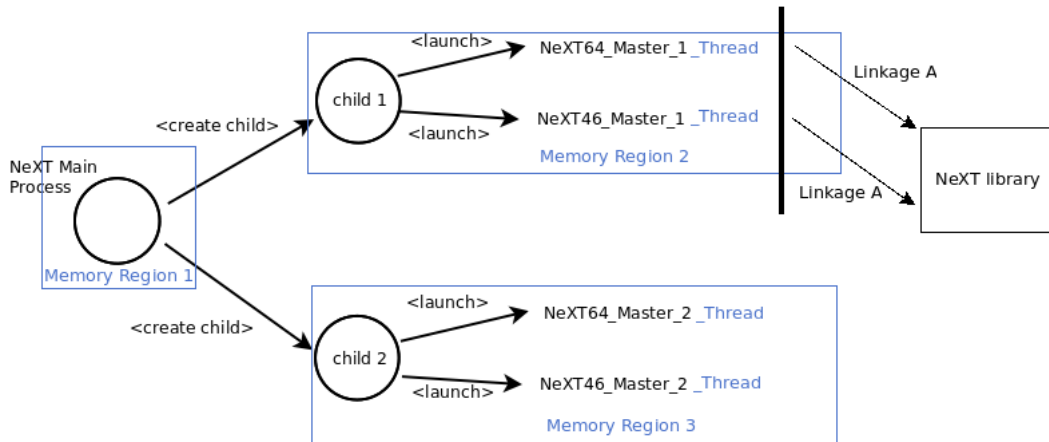 NeXT Main
Process
Memory Region 1
<create child>
<create child>
child 1
<launch>
<launch>
NeXT64_Master_1 _Thread
NeXT46_Master_1 _Thread
Memory Region 2
Linkage A
Linkage A
NeXT library
child 2
<launch>
<launch>
NeXT64_Master_2 _Thread
NeXT46_Master_2 _Thread
Memory Region 3